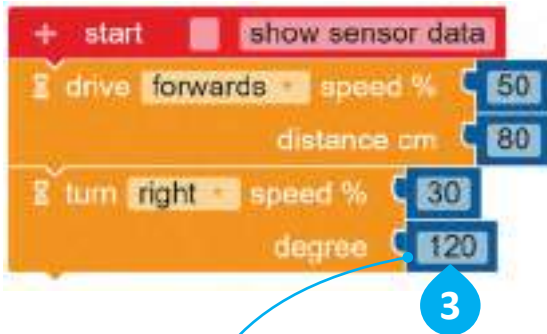 + start show sensor data
drive forwards speed % 50
distance cm 80
turn right speed % 30
degree 120
3